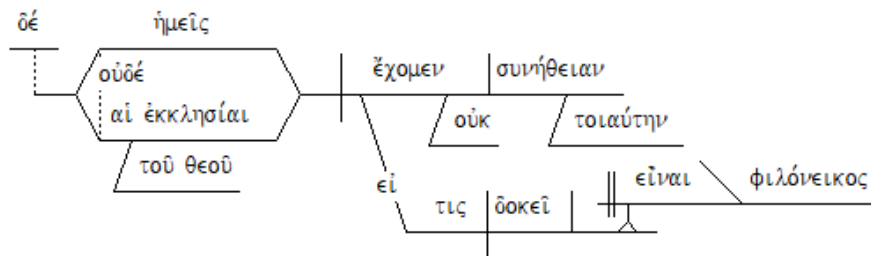 δέ ἡμεῖς
οὐδέ ἔχομεν συνήθειαν
αἱ ἐκκλησίαι οὐκ τοιαύτην
τοῦ θεοῦ
εἰ τις δοκεῖ εἶναι φιλόνεικος